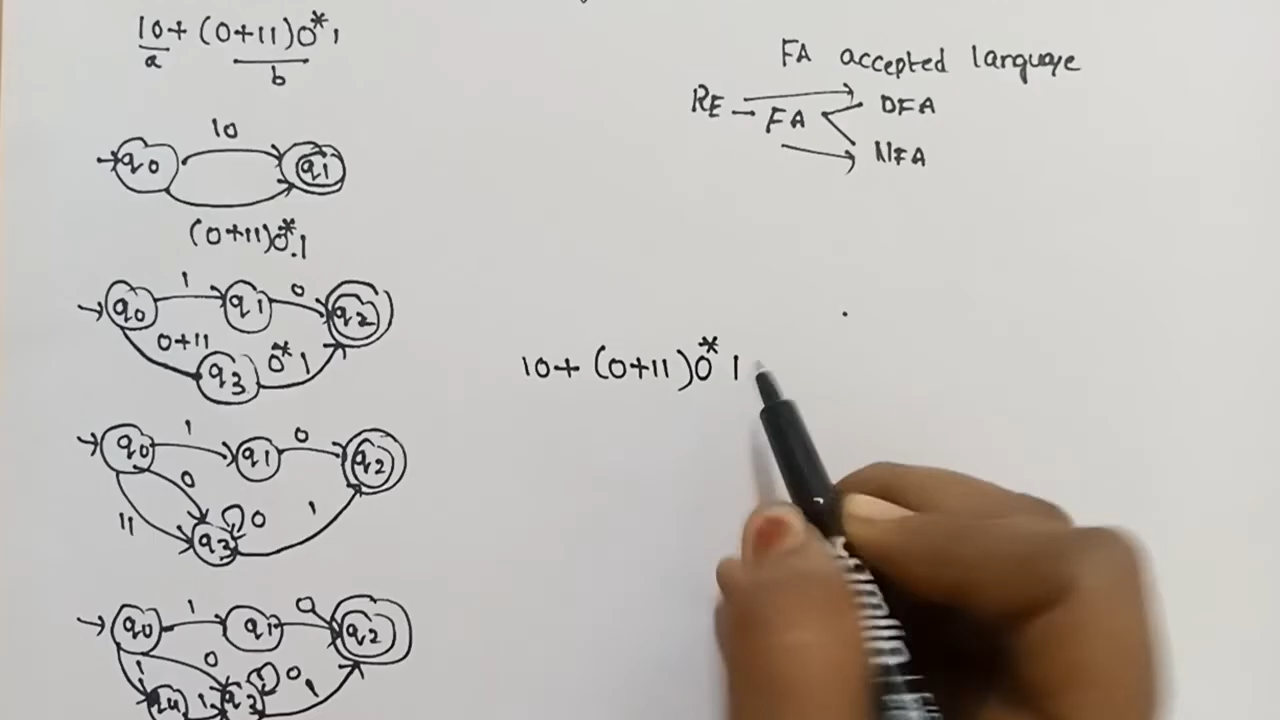 10+ (0+11)0* 1
a b
10
q0 q1
(0+11)0*.1
1 0
q0 q1 q2
0+11 0* 1
q3
1 0
q0 q1 q2
0
11 0 1
q3
1 0
q0 q1 q2
1 0 0 1
q4 1 q3
FA accepted language
RE → FA DFA
NFA
10+ (0+11)0* 1